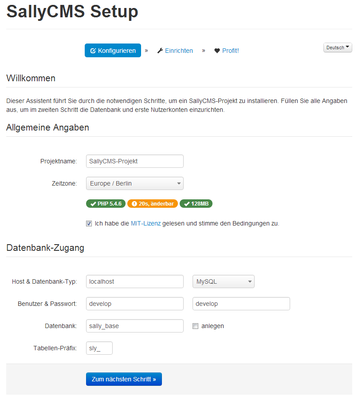 SallyCMS Setup
Konfigurieren » Einrichten » Profit! Deutsch
Willkommen
Dieser Assistent führt Sie durch die notwendigen Schritte, um ein SallyCMS-Projekt zu installieren. Füllen Sie alle Angaben
aus, um im zweiten Schritt die Datenbank und erste Nutzerkonten einzurichten.
Allgemeine Angaben
Projektname: SallyCMS-Projekt
Zeitzone: Europe / Berlin
PHP 5.4.6 20s, änderbar 128MB
Ich habe die MIT-Lizenz gelesen und stimme den Bedingungen zu.
Datenbank-Zugang
Host & Datenbank-Typ: localhost MySQL
Benutzer & Passwort: develop develop
Datenbank: sally_base anlegen
Tabellen-Präfix: sly_
Zum nächsten Schritt »